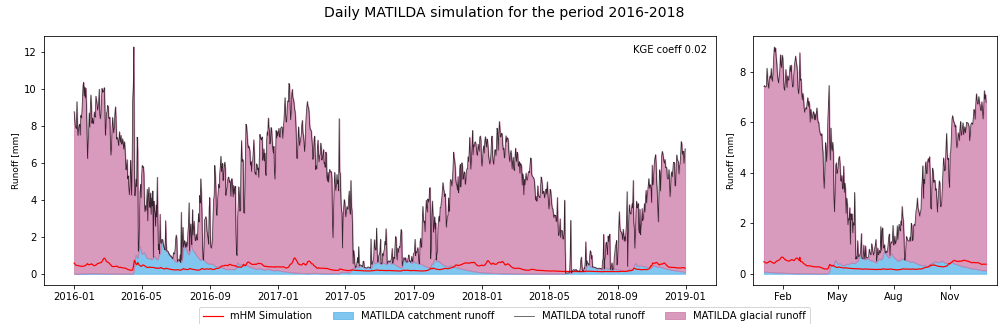 Daily MATILDA simulation for the period 2016-2018
KGE coeff 0.02
Runoff [mm]
12
10
8
6
4
2
0
2016-01 2016-05 2016-09 2017-01 2017-05 2017-09 2018-01 2018-05 2018-09 2019-01
Runoff [mm]
8
6
4
2
0
Feb May Aug Nov
mHM Simulation MATILDA catchment runoff MATILDA total runoff MATILDA glacial runoff